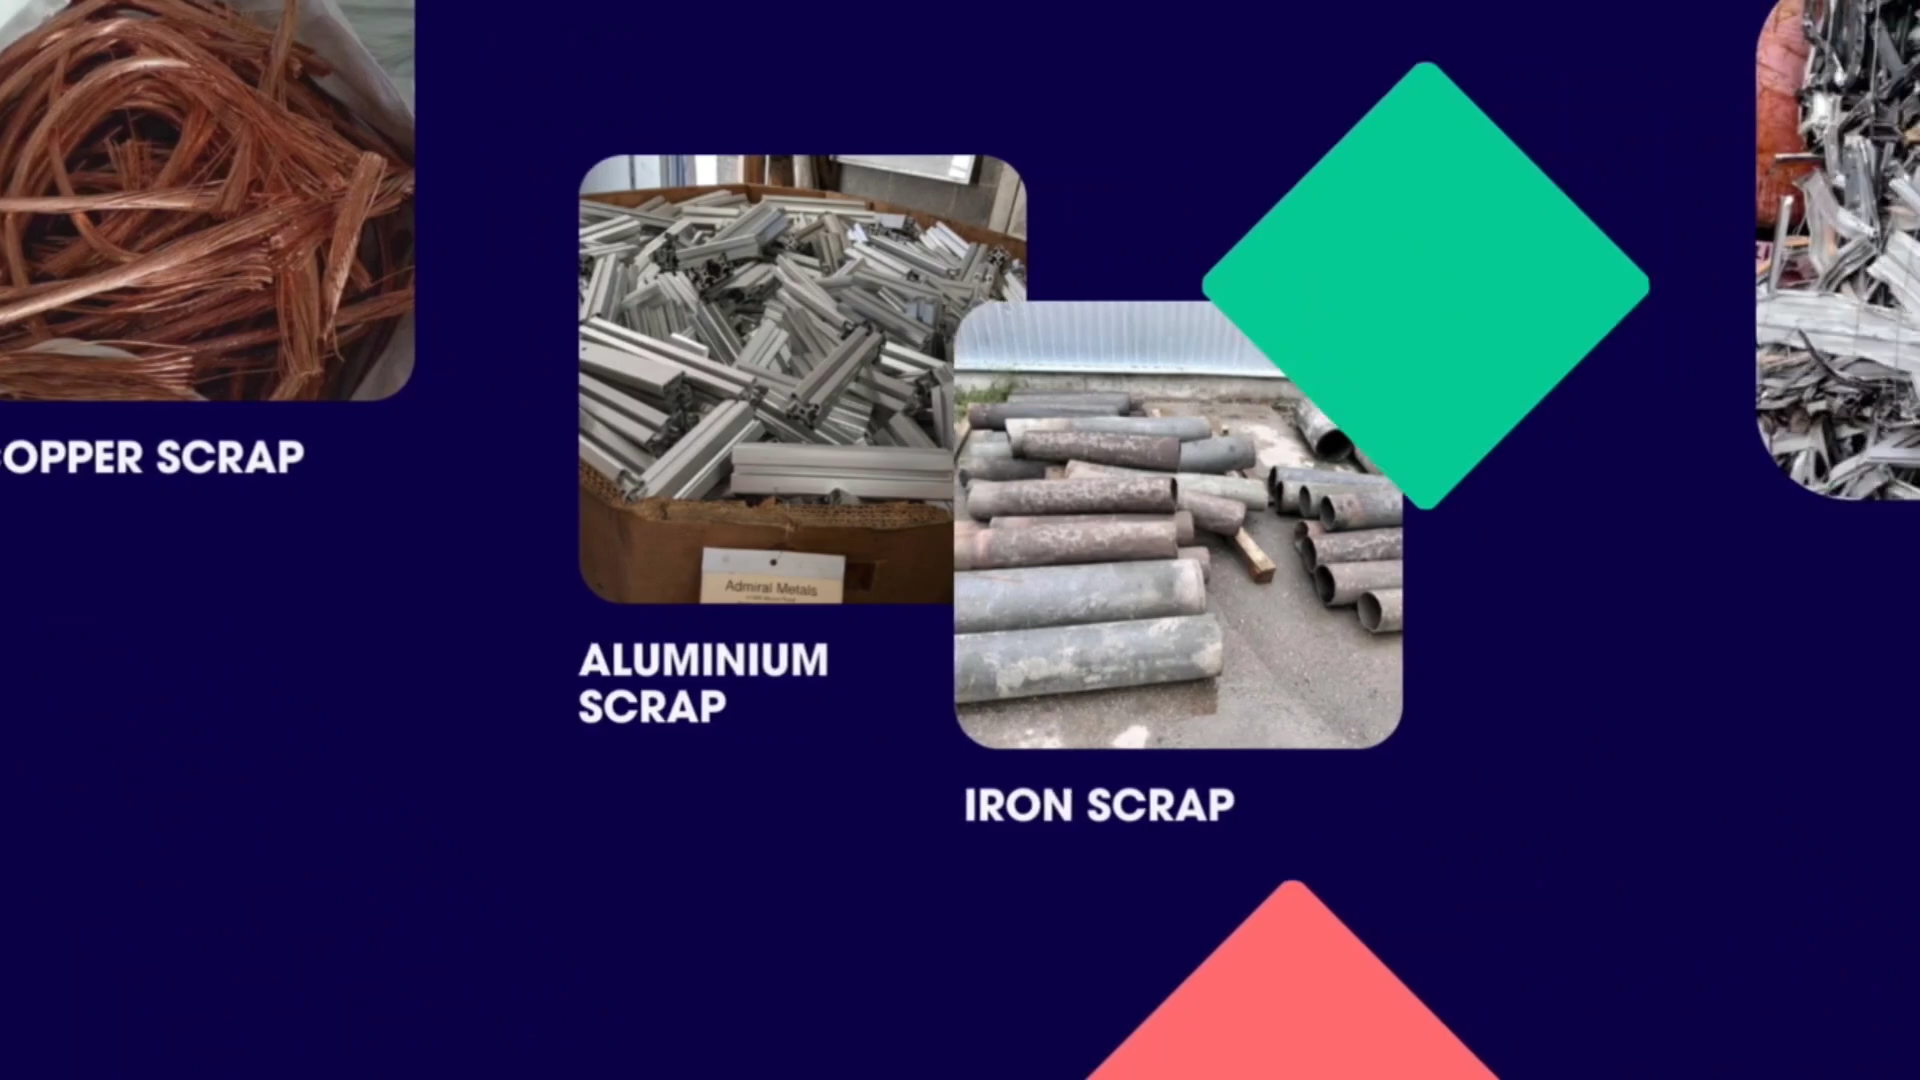 OPPER SCRAP
Admiral Metals
ALUMINIUM
SCRAP
IRON SCRAP